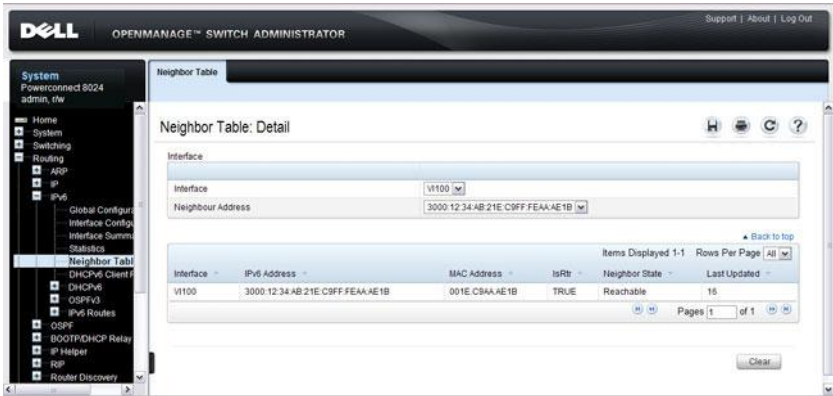 Support | About | Log Out
DELL OPENMANAGE™ SWITCH ADMINISTRATOR
System
Powerconnect 8024
admin, r/w
Home
System
Switching
Routing
ARP
IP
IPv6
Global Configura
Interface Configu
Interface Summa
Statistics
Neighbor Tabl
DHCPv6 Client P
DHCPv6
OSPFv3
IPv6 Routes
OSPF
BOOTP/DHCP Relay
IP Helper
RIP
Router Discovery
Neighbor Table
Neighbor Table: Detail
Interface
Interface Vl100
Neighbour Address 3000:12:34:AB:21E:C9FF:FEAA:AE1B
Back to top
Items Displayed 1-1 Rows Per Page All
Interface IPv6 Address MAC Address IsRtr Neighbor State Last Updated
Vl100 3000:12:34:AB:21E:C9FF:FEAA:AE1B 001E.C9AA.AE1B TRUE Reachable 16
Pages 1 of 1
Clear